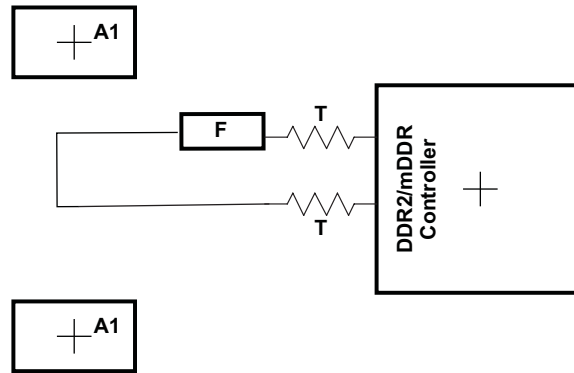 A1
F
T
T
DDR2/mDDR
Controller
A1